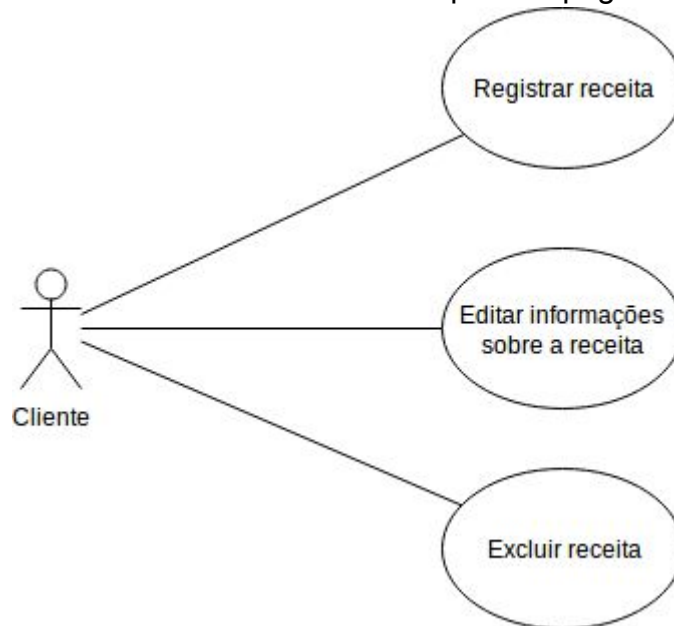 Registrar receita
Editar informações
sobre a receita
Cliente
Excluir receita